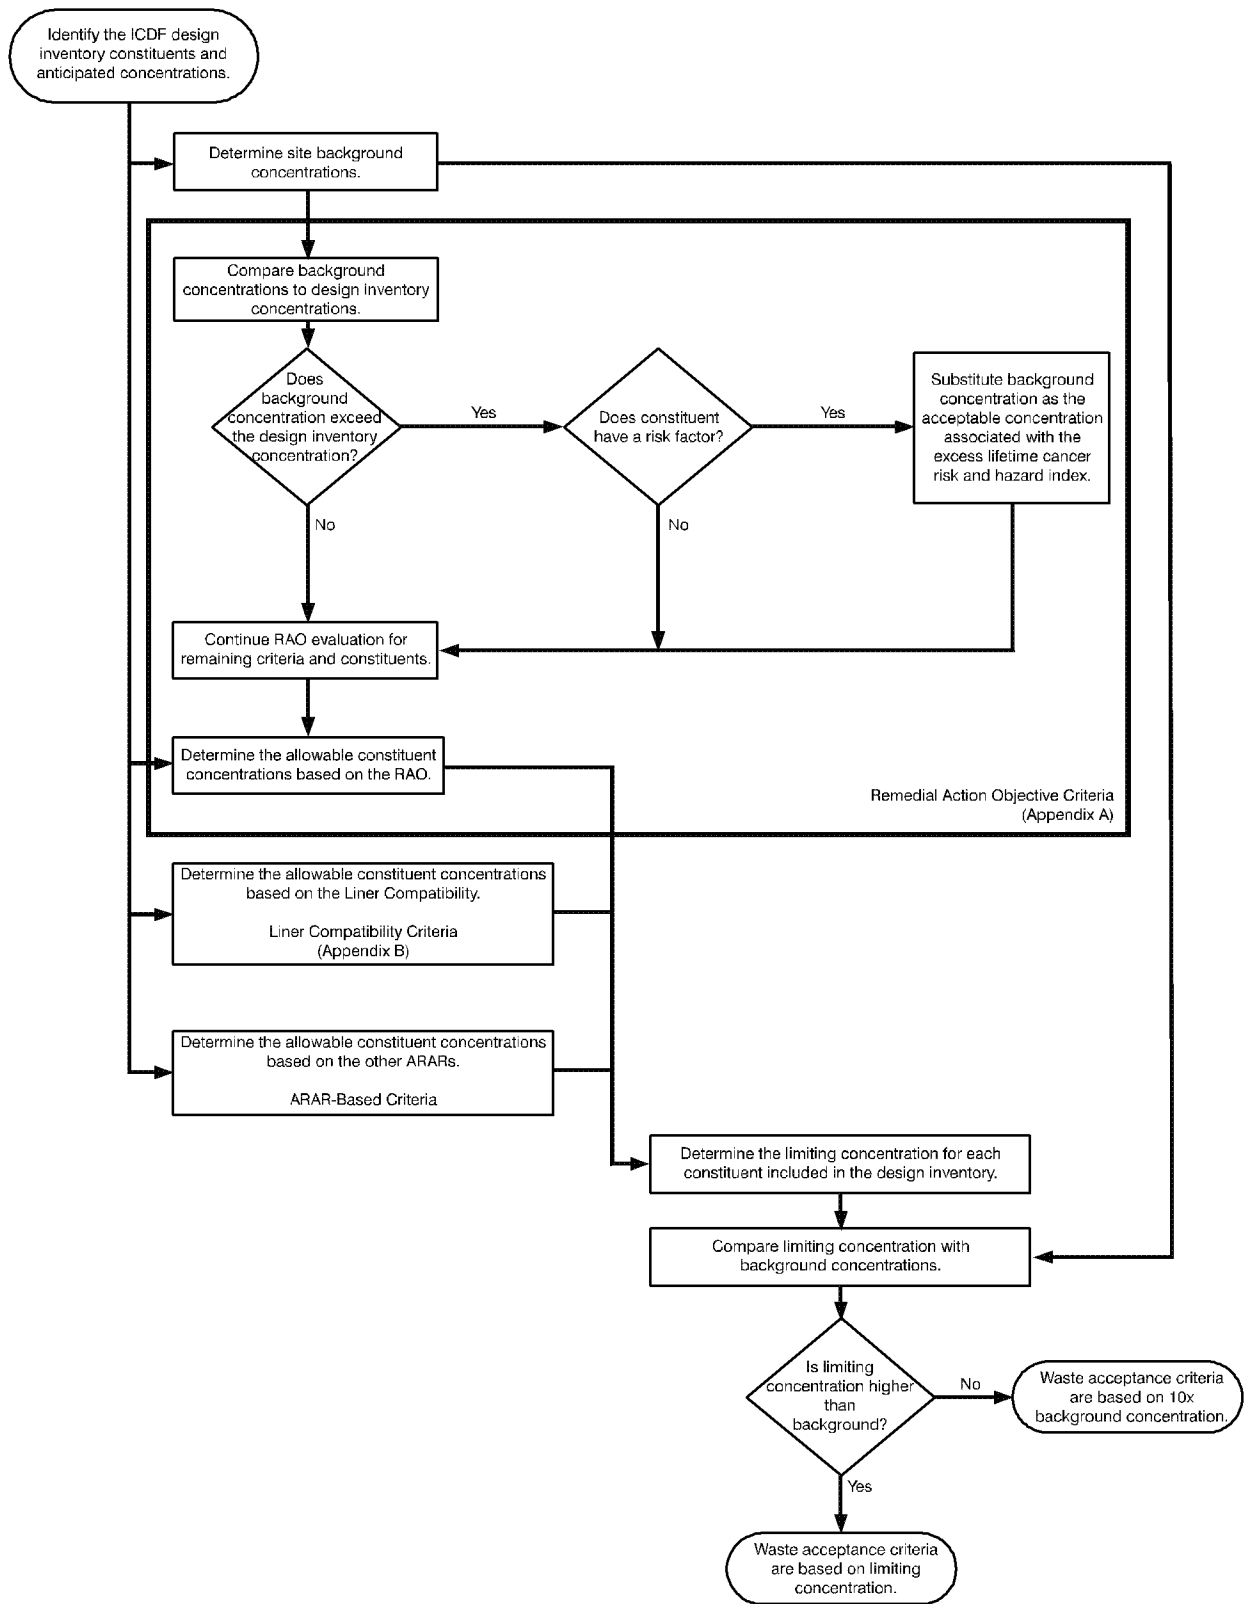 Identify the ICDF design
inventory constituents and
anticipated concentrations.
Determine site background
concentrations.
Compare background
concentrations to design inventory
concentrations.
Does
background
concentration exceed
the design inventory
concentration?
Yes
Does constituent
have a risk factor?
Yes
Substitute background
concentration as the
acceptable concentration
associated with the
excess lifetime cancer
risk and hazard index.
No
No
Continue RAO evaluation for
remaining criteria and constituents.
Determine the allowable constituent
concentrations based on the RAO.
Remedial Action Objective Criteria
(Appendix A)
Determine the allowable constituent concentrations
based on the Liner Compatibility.
Liner Compatibility Criteria
(Appendix B)
Determine the allowable constituent concentrations
based on the other ARARs.
ARAR-Based Criteria
Determine the limiting concentration for each
constituent included in the design inventory.
Compare limiting concentration with
background concentrations.
Is limiting
concentration higher
than
background?
No
Waste acceptance criteria
are based on 10x
background concentration.
Yes
Waste acceptance criteria
are based on limiting
concentration.